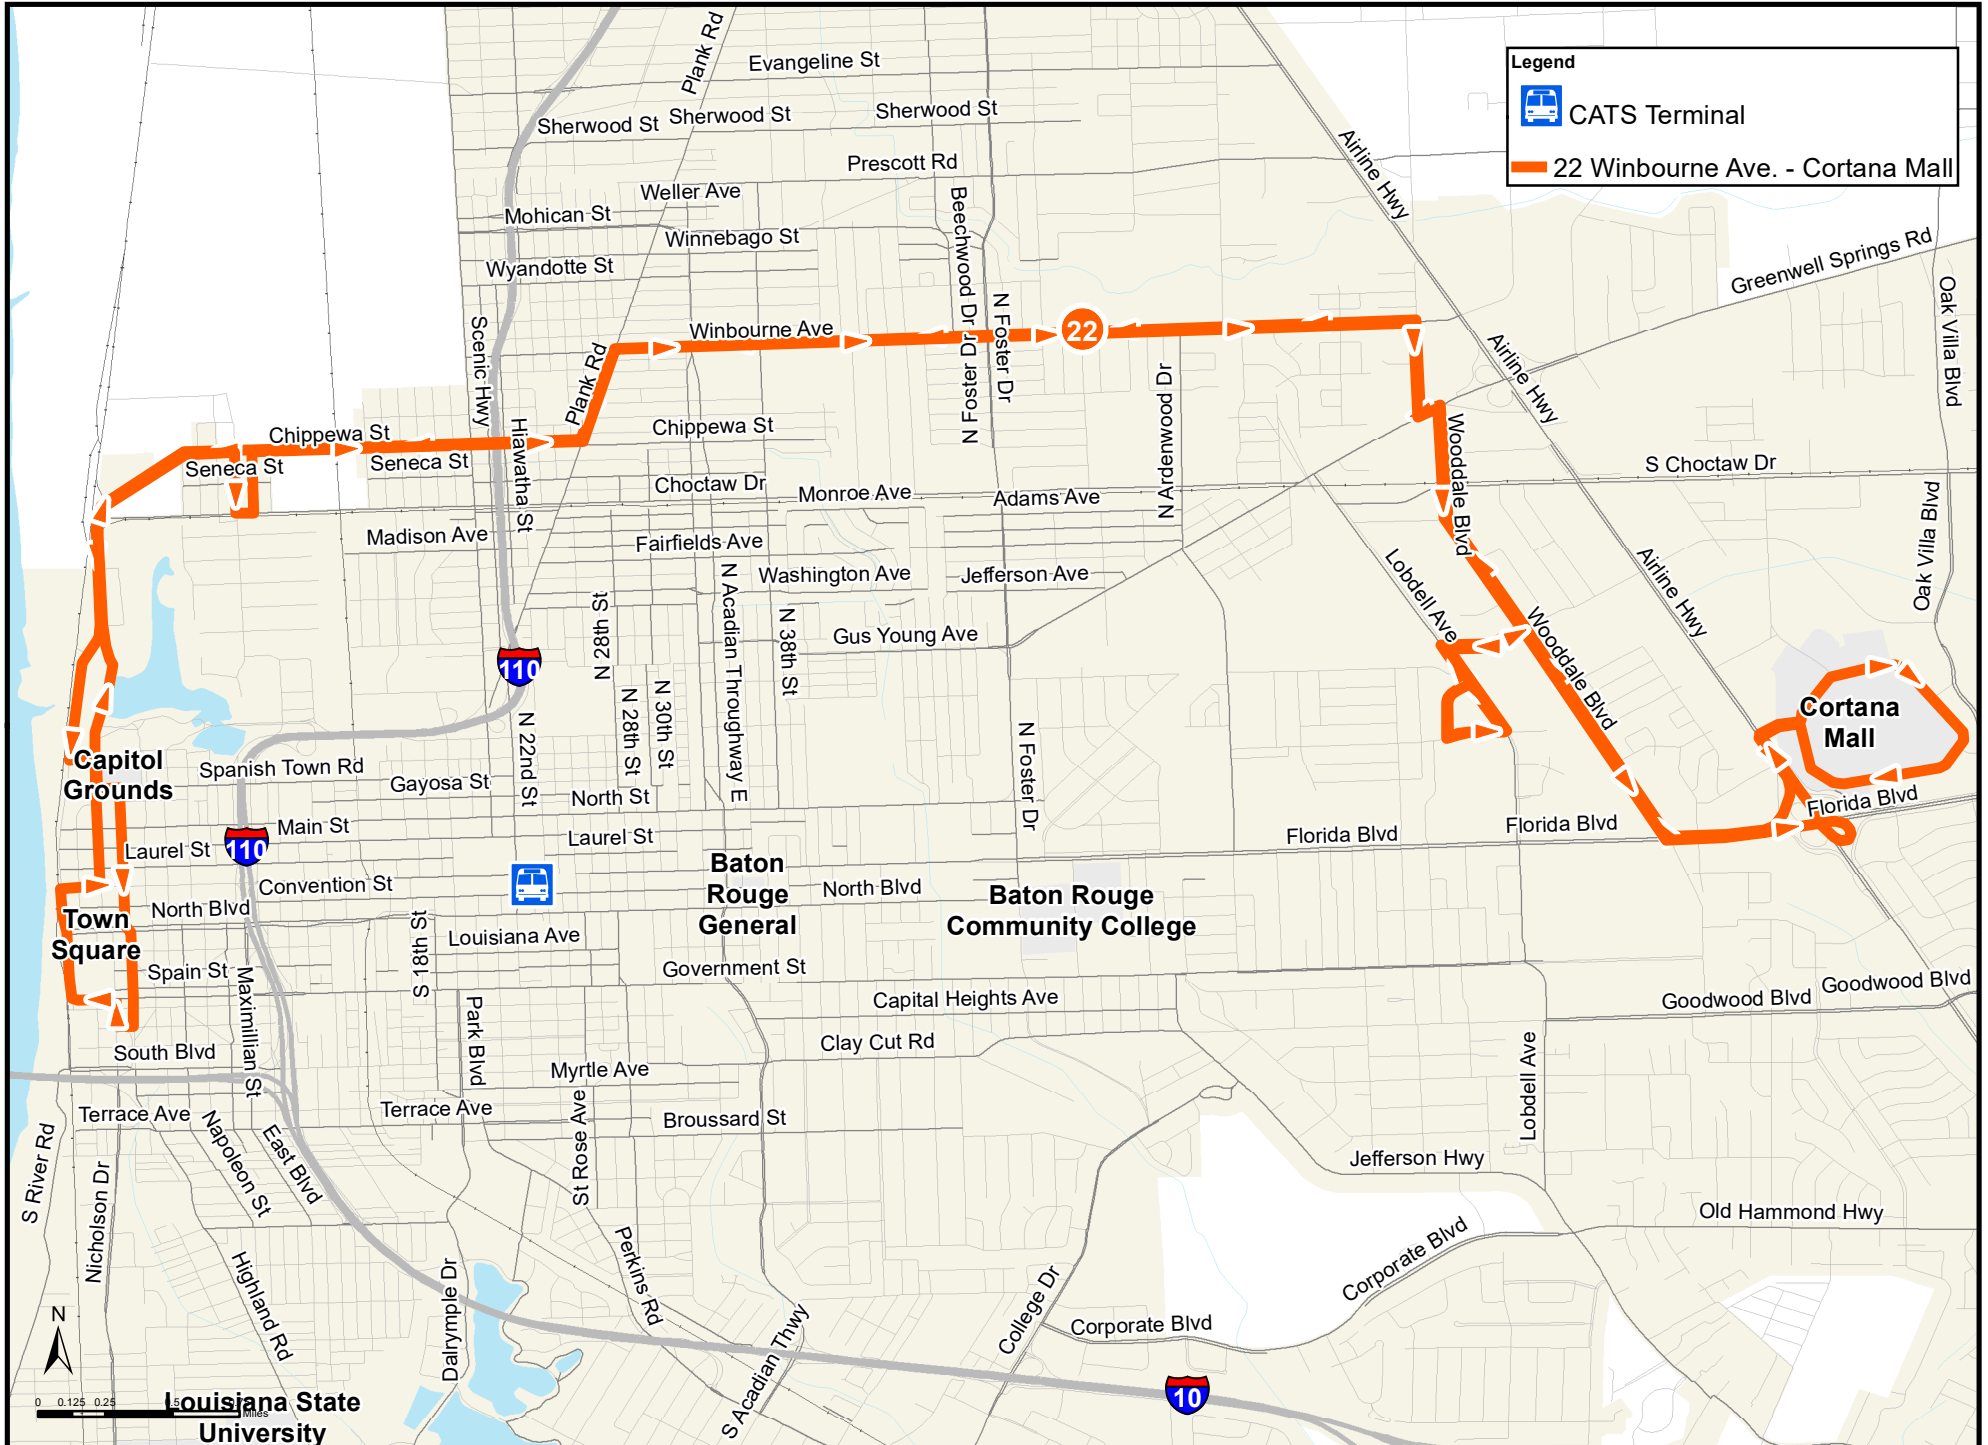 Plank Rd
Evangeline St
Sherwood St
Sherwood St
Sherwood St
Legend
CATS Terminal
22 Winbourne Ave. - Cortana Mall
Airline Hwy
Prescott Rd
Weller Ave
Mohican St
Beechwood Dr
Winnebago St
Wyandotte St
Greenwell Springs Rd
Oak Villa Blvd
Scenic Hwy
Plank Rd
Winbourne Ave
N Foster Dr
N Foster Dr
22
Airline Hwy
N Ardenwood Dr
Chippewa St
Seneca St
Seneca St
Hiawatha St
Chippewa St
Wooddale Blvd
S Choctaw Dr
Choctaw Dr
Monroe Ave
Adams Ave
Oak Villa Blvd
Madison Ave
Fairfields Ave
Washington Ave
Jefferson Ave
Lobdell Ave
Airline Hwy
N 28th St
N Acadian Throughway E
N 38th St
Gus Young Ave
Wooddale Blvd
110
N 28th St
N 30th St
N 22nd St
N Foster Dr
Cortana
Mall
Capitol
Grounds
Spanish Town Rd
Gayosa St
North St
Florida Blvd
Main St
Laurel St
Florida Blvd
Florida Blvd
Laurel St
110
Convention St
Baton
Rouge
General
North Blvd
Baton Rouge
Community College
North Blvd
Town
Square
S 18th St
Louisiana Ave
Spain St
Maximillian St
Government St
Capital Heights Ave
Goodwood Blvd
Goodwood Blvd
Park Blvd
Clay Cut Rd
Lobdell Ave
South Blvd
Myrtle Ave
Terrace Ave
Terrace Ave
St Rose Ave
Broussard St
S River Rd
Napoleon St
East Blvd
Nicholson Dr
Jefferson Hwy
Old Hammond Hwy
Corporate Blvd
Highland Rd
Dalrymple Dr
Perkins Rd
S Acadian Thwy
College Dr
Corporate Blvd
N
10
0 0.125 0.25
Miles
Louisiana State
University